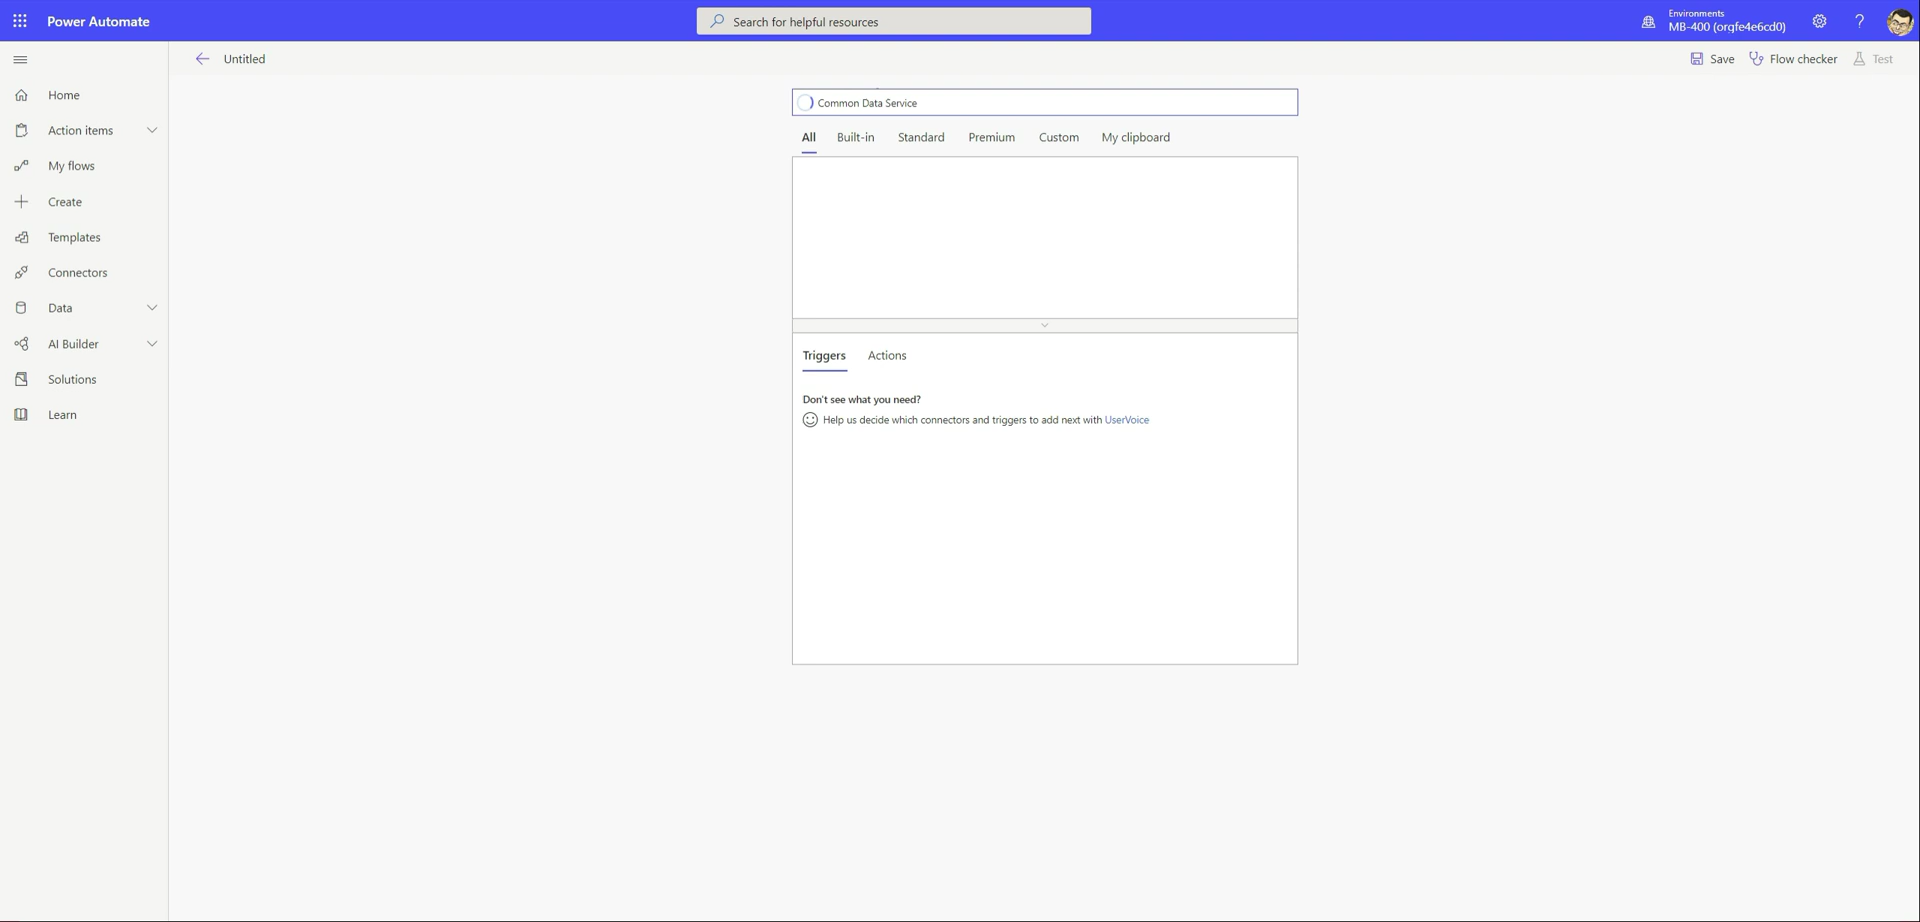 Power Automate
Search for helpful resources
Environments
MB-400 (orgfe4e6cd0)
?
Untitled
Save
Flow checker
Test
Home
Action items
My flows
Create
Templates
Connectors
Data
AI Builder
Solutions
Learn
Common Data Service
All Built-in Standard Premium Custom My clipboard
Triggers Actions
Don't see what you need?
Help us decide which connectors and triggers to add next with UserVoice